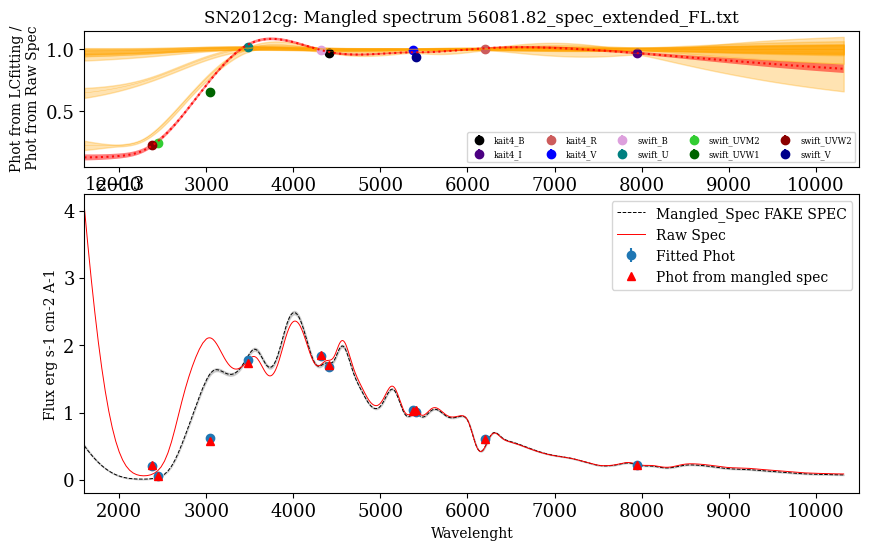 SN2012cg: Mangled spectrum 56081.82_spec_extended_FL.txt
Phot from LCfitting /
Phot from Raw Spec
1.0
0.5
kait4_B kait4_R swift_B swift_UVM2 swift_UVW2
kait4_I kait4_V swift_U swift_UVW1 swift_V
2000 3000 4000 5000 6000 7000 8000 9000 10000
1e−13
Flux erg s-1 cm-2 A-1
4
3
2
1
0
Mangled_Spec FAKE SPEC
Raw Spec
Fitted Phot
Phot from mangled spec
2000 3000 4000 5000 6000 7000 8000 9000 10000
Wavelenght